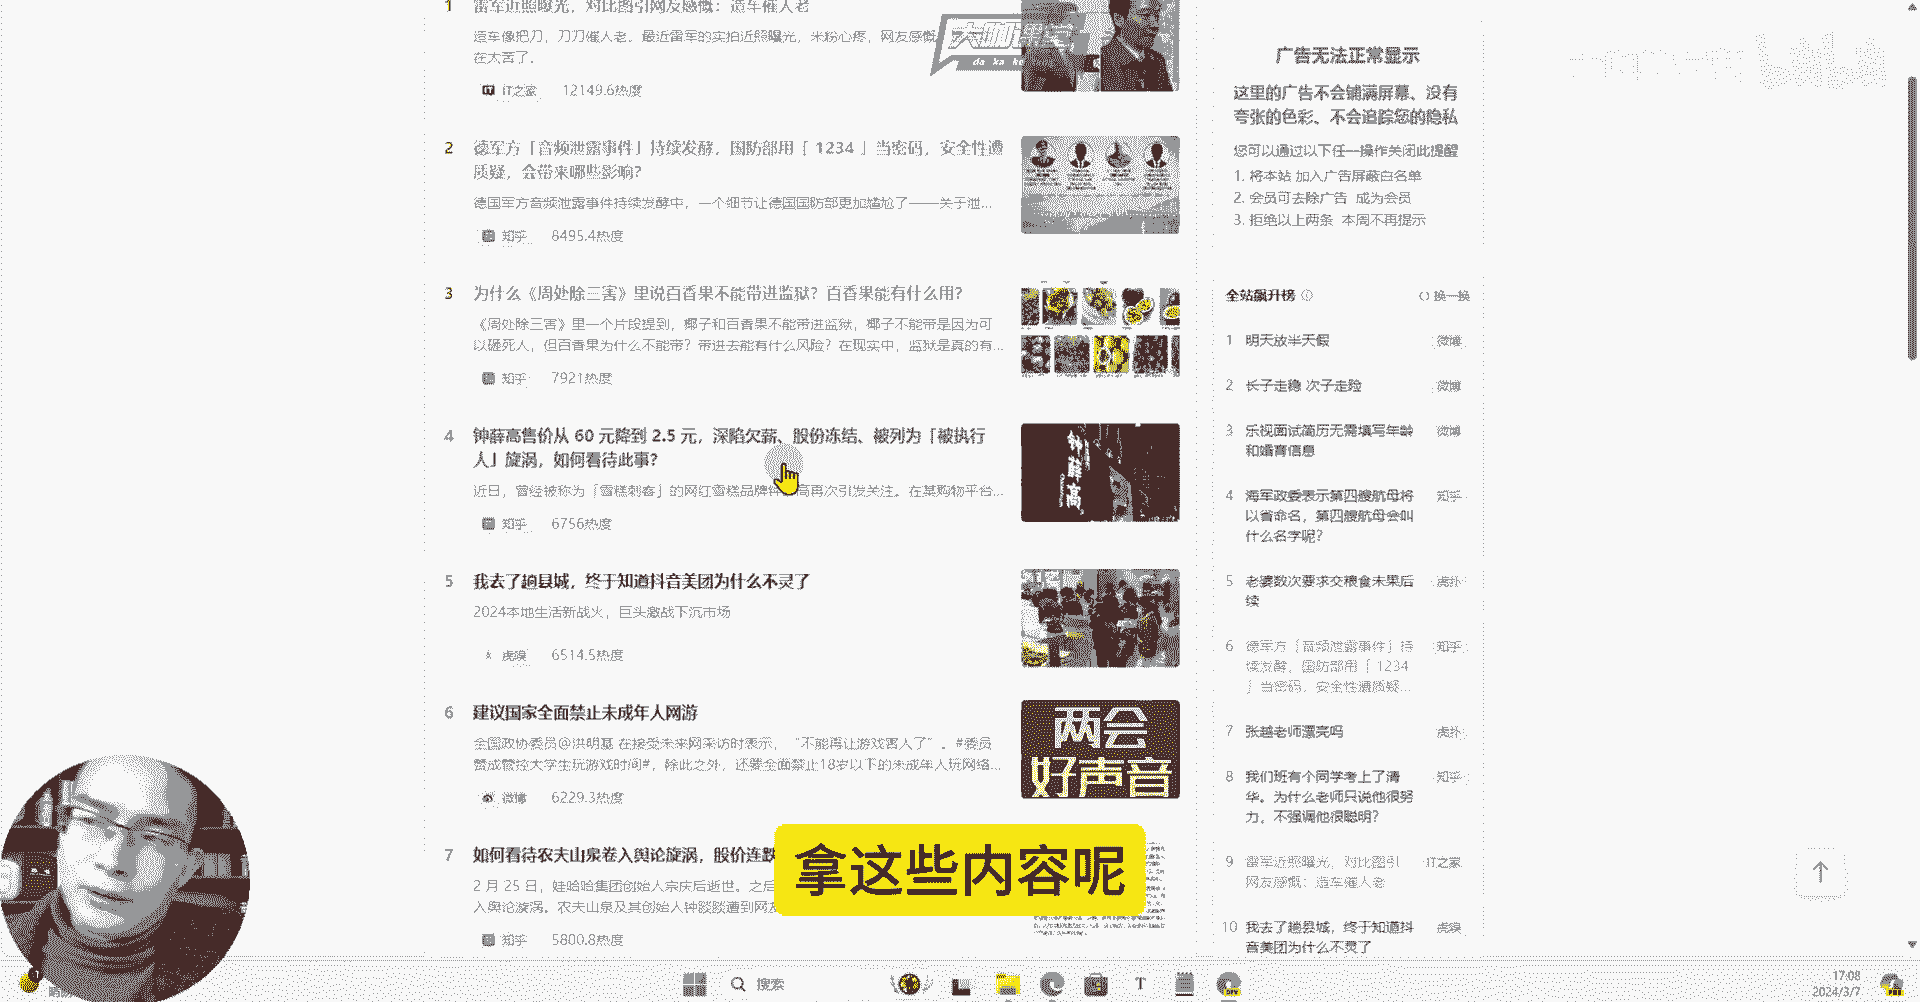 1 雷军近照曝光，对比图引网友感慨：造车催人老
造车像把刀，刀刀催人老。最近雷军的实拍近照曝光，米粉心疼，网友感慨
在太苦了.
IT之家 12149.6热度
2 德军方「音频泄露事件」持续发酵，国防部用「 1234 」当密码，安全性遭
质疑，会带来哪些影响？
德国军方音频泄露事件持续发酵中，一个细节让德国国防部更加尴尬了——关于泄...
知乎 8495.4热度
3 为什么《周处除三害》里说百香果不能带进监狱？百香果能有什么用？
《周处除三害》里一个片段提到，椰子和百香果不能带进监狱，椰子不能带是因为可
以砸死人，但百香果为什么不能带？带进去能有什么风险？在现实中，监狱是真的有...
知乎 7921热度
4 钟薛高售价从 60 元降到 2.5 元，深陷欠薪、股份冻结、被列为「被执行
人」旋涡，如何看待此事？
近日，曾经被称为「雪糕刺客」的网红雪糕品牌钟 高再次引发关注。在某购物平台...
知乎 6756热度
钟薛高
5 我去了趟县城，终于知道抖音美团为什么不灵了
2024本地生活新战火，巨头激战下沉市场
虎嗅 6514.5热度
6 建议国家全面禁止未成年人网游
全国政协委员@洪明基 在接受未来网采访时表示，“不能再让游戏害人了”。#委员
赞成管控大学生玩游戏时间#，除此之外，还要全面禁止18岁以下的未成年人玩网络...
微博 6229.3热度
两会
好声音
7 如何看待农夫山泉卷入舆论旋涡，股价连跌
2 月 25 日，娃哈哈集团创始人宗庆后逝世。之后
入舆论旋涡。农夫山泉及其创始人钟睒睒遭到网友
知乎 5800.8热度
大咖课
da ka ke
广告无法正常显示
这里的广告不会铺满屏幕、没有
夸张的色彩、不会追踪您的隐私
您可以通过以下任一操作关闭此提醒
1. 将本站 加入广告屏蔽白名单
2. 会员可去除广告 成为会员
3. 拒绝以上两条 本周不再提示
全站飙升榜 换一换
1 明天放半天假 微博
2 长子走稳 次子走险 微博
3 乐视面试简历无需填写年龄 微博
和婚育信息
4 海军政委表示第四艘航母将 知乎
以省命名，第四艘航母会叫
什么名字呢？
5 老婆数次要求交粮食未果后 虎扑
续
6 德军方「音频泄露事件」持 知乎
续发酵，国防部用「 1234
」当密码，安全性遭质疑...
7 张越老师漂亮吗 虎扑
8 我们班有个同学考上了清 知乎
华。为什么老师只说他很努
力，不强调他很聪明？
9 雷军近照曝光，对比图引 IT之家
网友感慨：造车催人老
10 我去了趟县城，终于知道抖 虎嗅
音美团为什么不灵了
bilibili
拿这些内容呢
搜索
17:08
2024/3/7